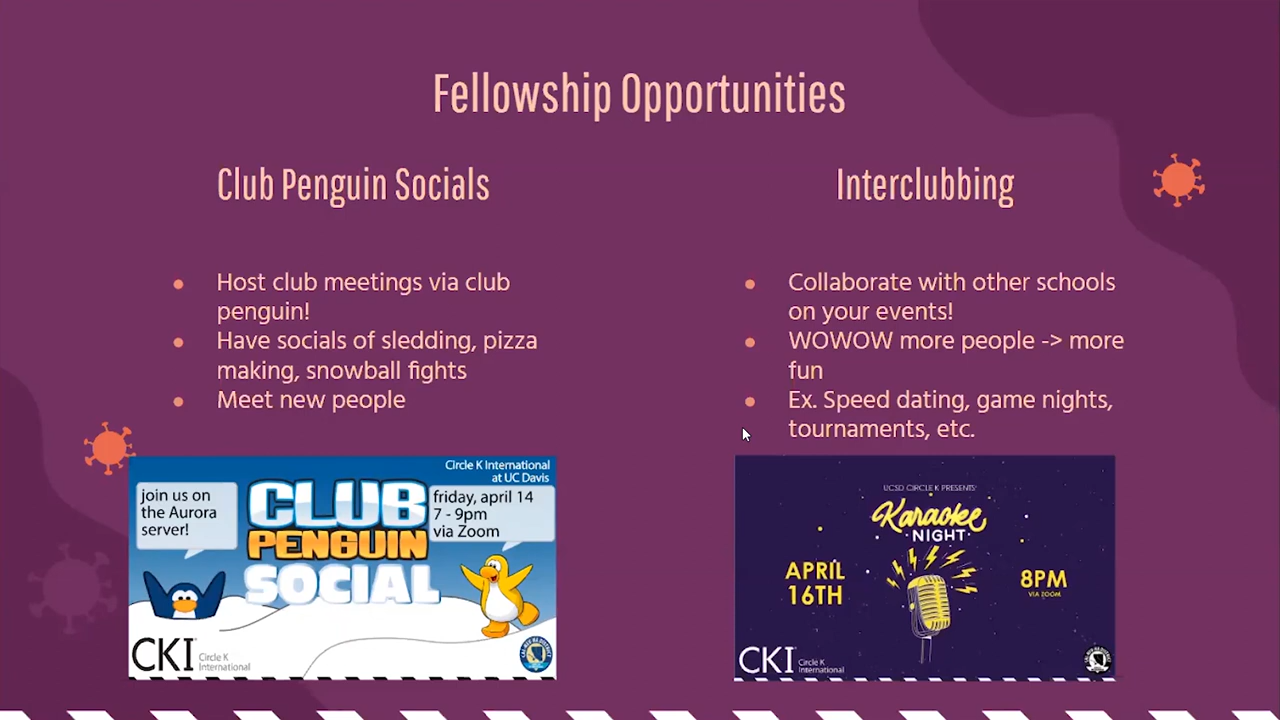 Fellowship Opportunities
Club Penguin Socials
Host club meetings via club
penguin!
Have socials of sledding, pizza
making, snowball fights
Meet new people
Interclubbing
Collaborate with other schools
on your events!
WOWOW more people -> more
fun
Ex. Speed dating, game nights,
tournaments, etc.
Circle K International
at UC Davis
join us on
the Aurora
server!
CLUB
PENGUIN
SOCIAL
friday, april 14
7 - 9pm
via Zoom
CKI
Circle K
International
UCSD CIRCLE K PRESENTS:
Karaoke
NIGHT
APRIL
16TH
8PM
VIA ZOOM
CKI
Circle K
International